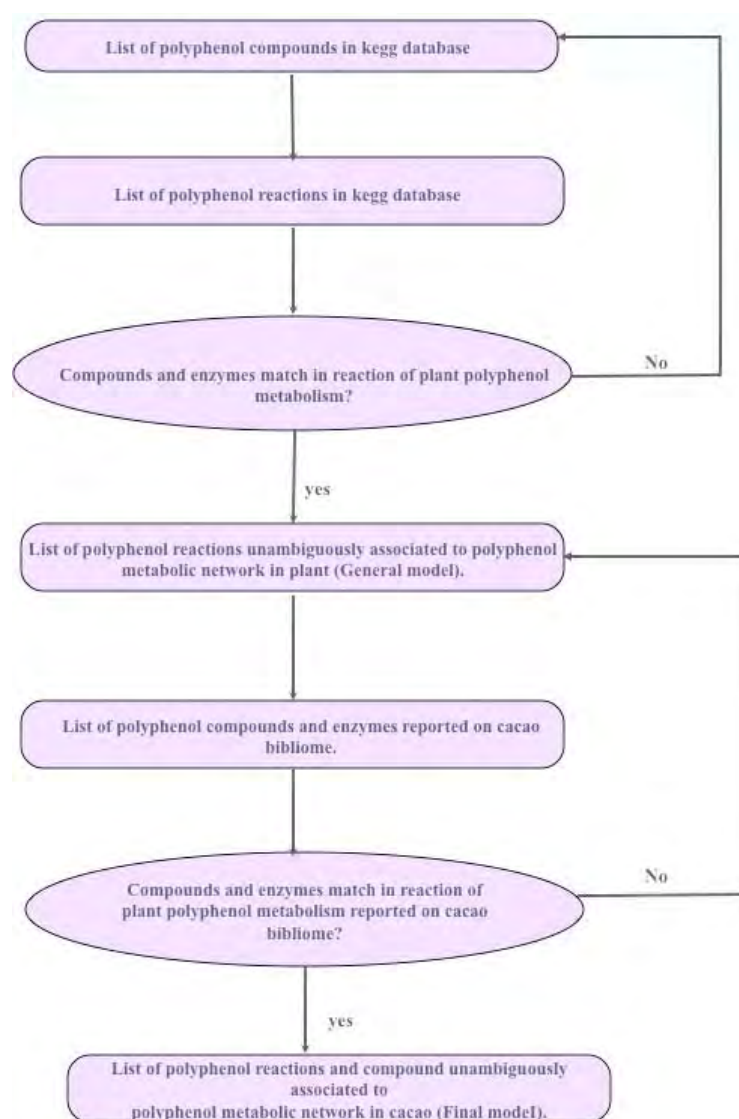 List of polyphenol compounds in kegg database
List of polyphenol reactions in kegg database
Compounds and enzymes match in reaction of plant polyphenol
metabolism?
No
yes
List of polyphenol reactions unambiguously associated to polyphenol
metabolic network in plant (General model).
List of polyphenol compounds and enzymes reported on cacao
bibliome.
Compounds and enzymes match in reaction of
plant polyphenol metabolism reported on cacao
bibliome?
No
yes
List of polyphenol reactions and compound unambiguously
associated to
polyphenol metabolic network in cacao (Final model).